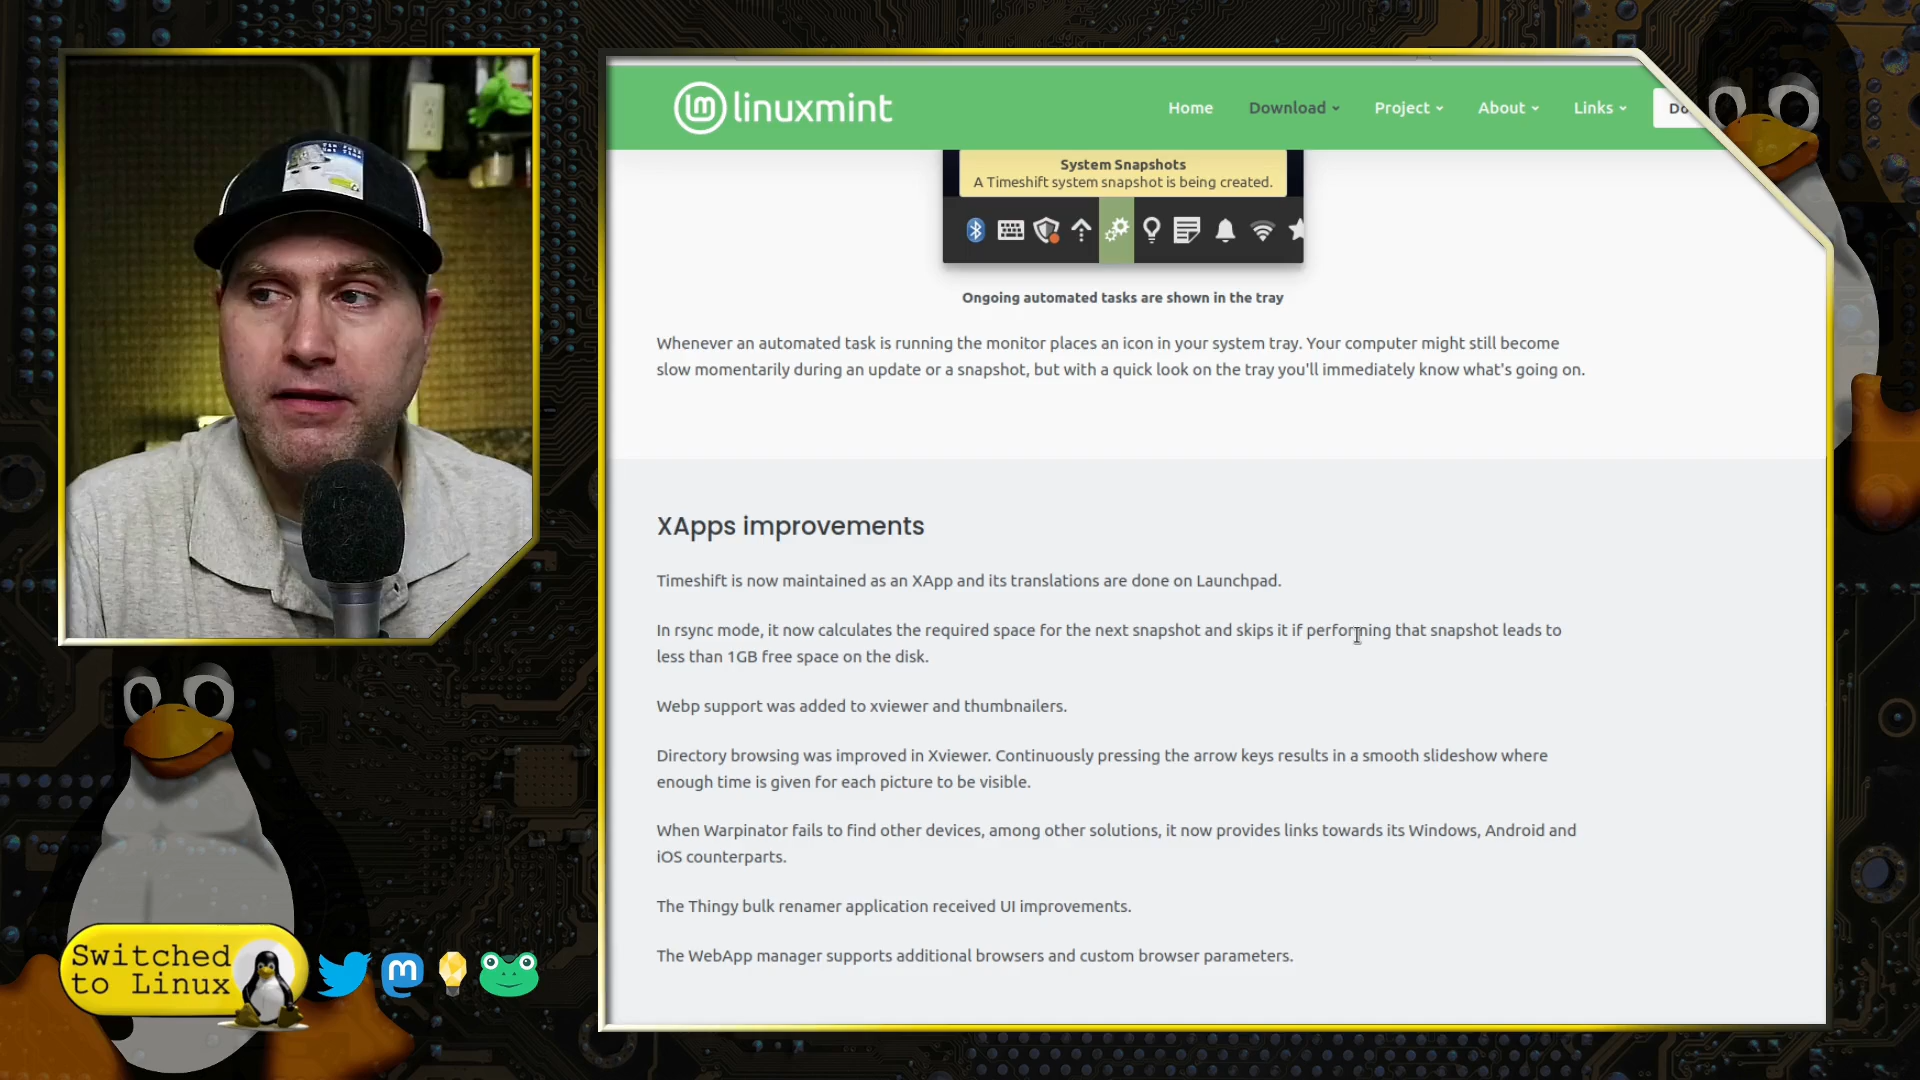 linuxmint
Home
Download
Project
About
Links
System Snapshots
A Timeshift system snapshot is being created.
Ongoing automated tasks are shown in the tray
Whenever an automated task is running the monitor places an icon in your system tray. Your computer might still become
slow momentarily during an update or a snapshot, but with a quick look on the tray you'll immediately know what's going on.
XApps improvements
Timeshift is now maintained as an XApp and its translations are done on Launchpad.
In rsync mode, it now calculates the required space for the next snapshot and skips it if performing that snapshot leads to
less than 1GB free space on the disk.
Webp support was added to xviewer and thumbnailers.
Directory browsing was improved in Xviewer. Continuously pressing the arrow keys results in a smooth slideshow where
enough time is given for each picture to be visible.
When Warpinator fails to find other devices, among other solutions, it now provides links towards its Windows, Android and
iOS counterparts.
The Thingy bulk renamer application received UI improvements.
The WebApp manager supports additional browsers and custom browser parameters.
Switched
to Linux